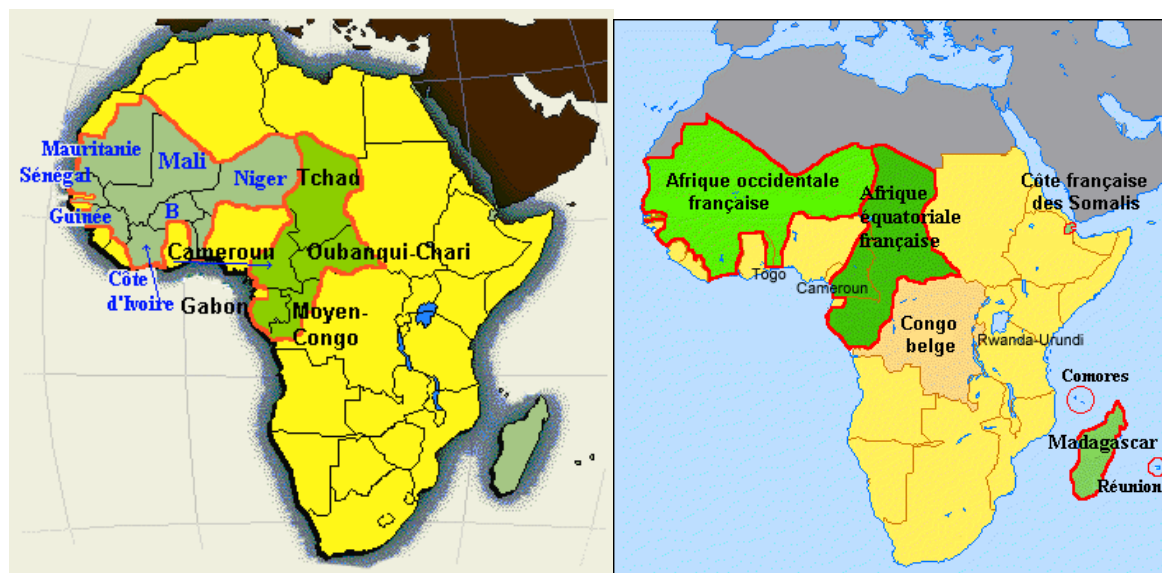 Mauritanie
Mali
Sénégal
Niger
Tchad
Guinée
B
Cameroun
Oubanqui-Chari
Côte
d'Ivoire
Gabon
Moyen-
Congo
Afrique occidentale
française
Afrique
équatoriale
française
Côte française
des Somalis
Togo
Cameroun
Congo
belge
Rwanda-Urundi
Comores
Madagascar
Réunion